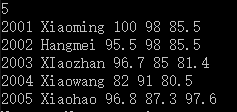 5
2001 Xiaoming 100 98 85.5
2002 Hangmei 95.5 98 85.5
2003 XIaozhan 96.7 85 81.4
2004 Xiaowang 82 91 80.5
2005 Xiaohao 96.8 87.3 97.6